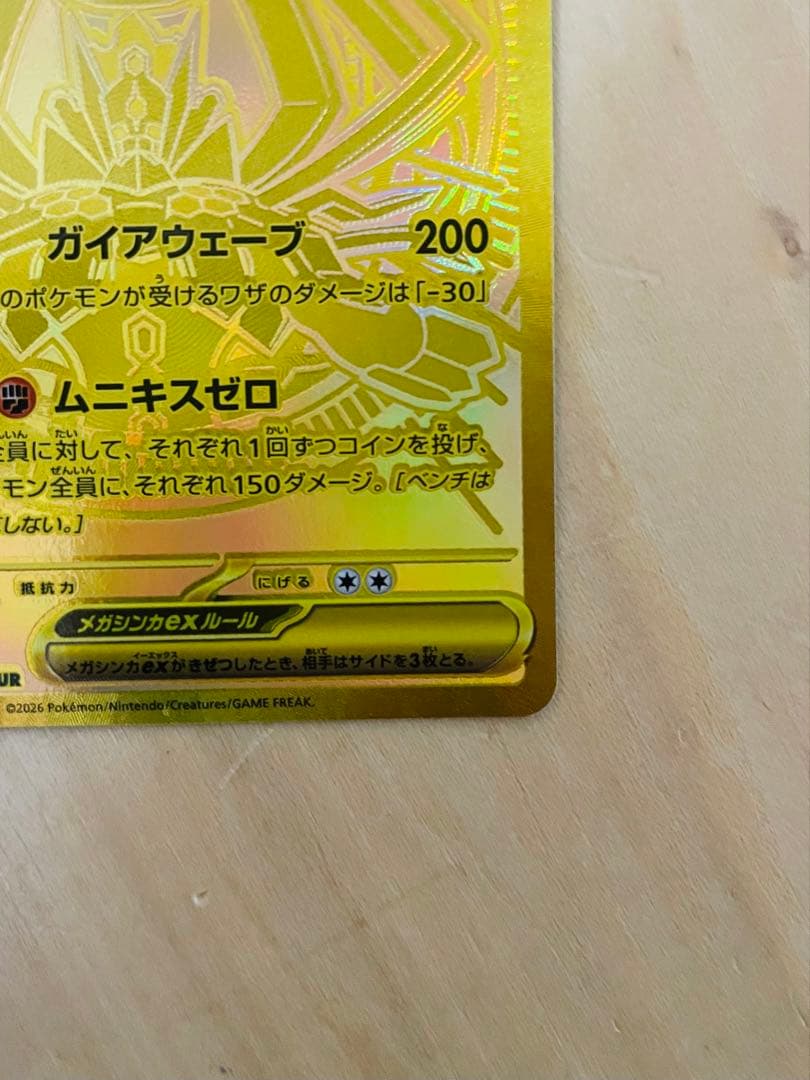 ガイアウェーブ 200
のポケモンが受けるワザのダメージは「-30」
ムニキスゼロ
全員に対して、それぞれ1回ずつコインを投げ、
モン全員に、それぞれ150ダメージ。[ベンチは
しない。]
抵抗力 にげる
メガシンカexルール
メガシンカexがきぜつしたとき、相手はサイドを3枚とる。
UR
©2026 Pokémon/Nintendo/Creatures/GAME FREAK.